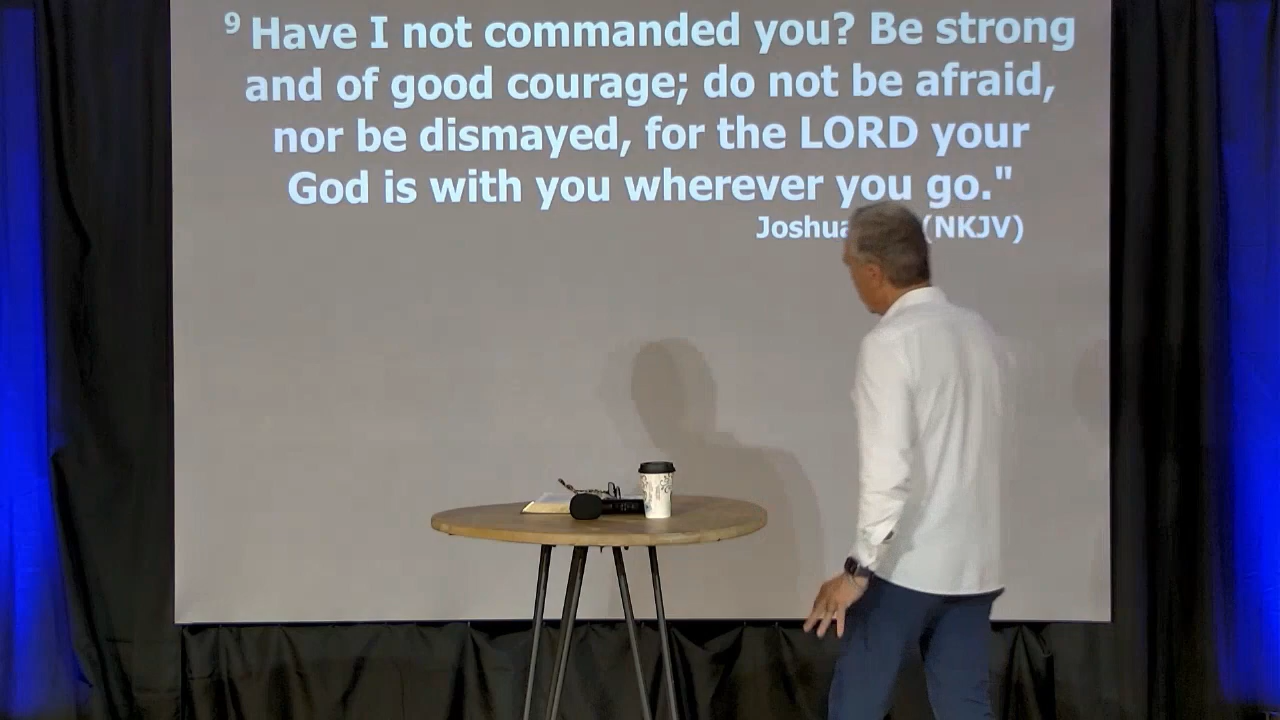 9 Have I not commanded you? Be strong
and of good courage; do not be afraid,
nor be dismayed, for the LORD your
God is with you wherever you go."
Joshua (NKJV)